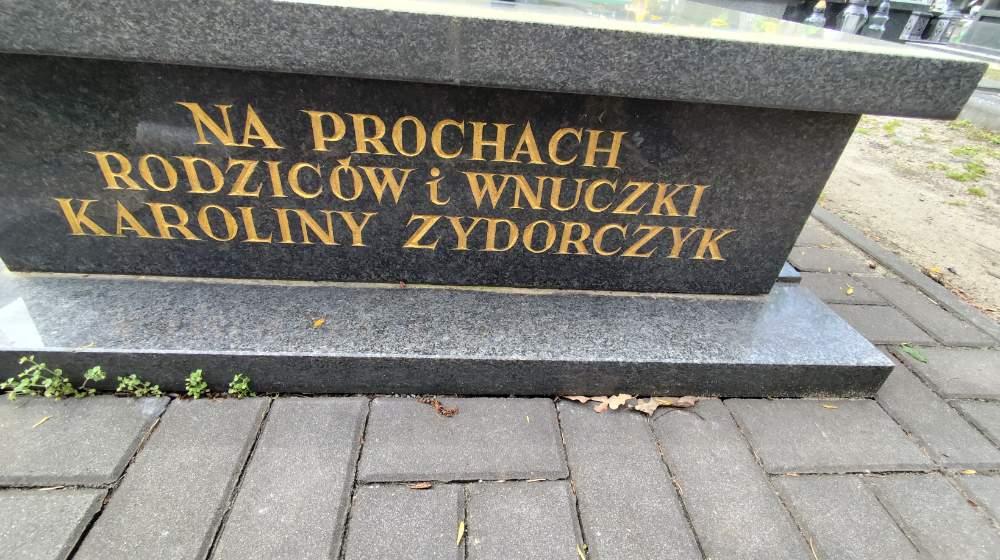 NA PROCHACH
RODZICÓW i WNUCZKI
KAROLINY ZYDORCZYK